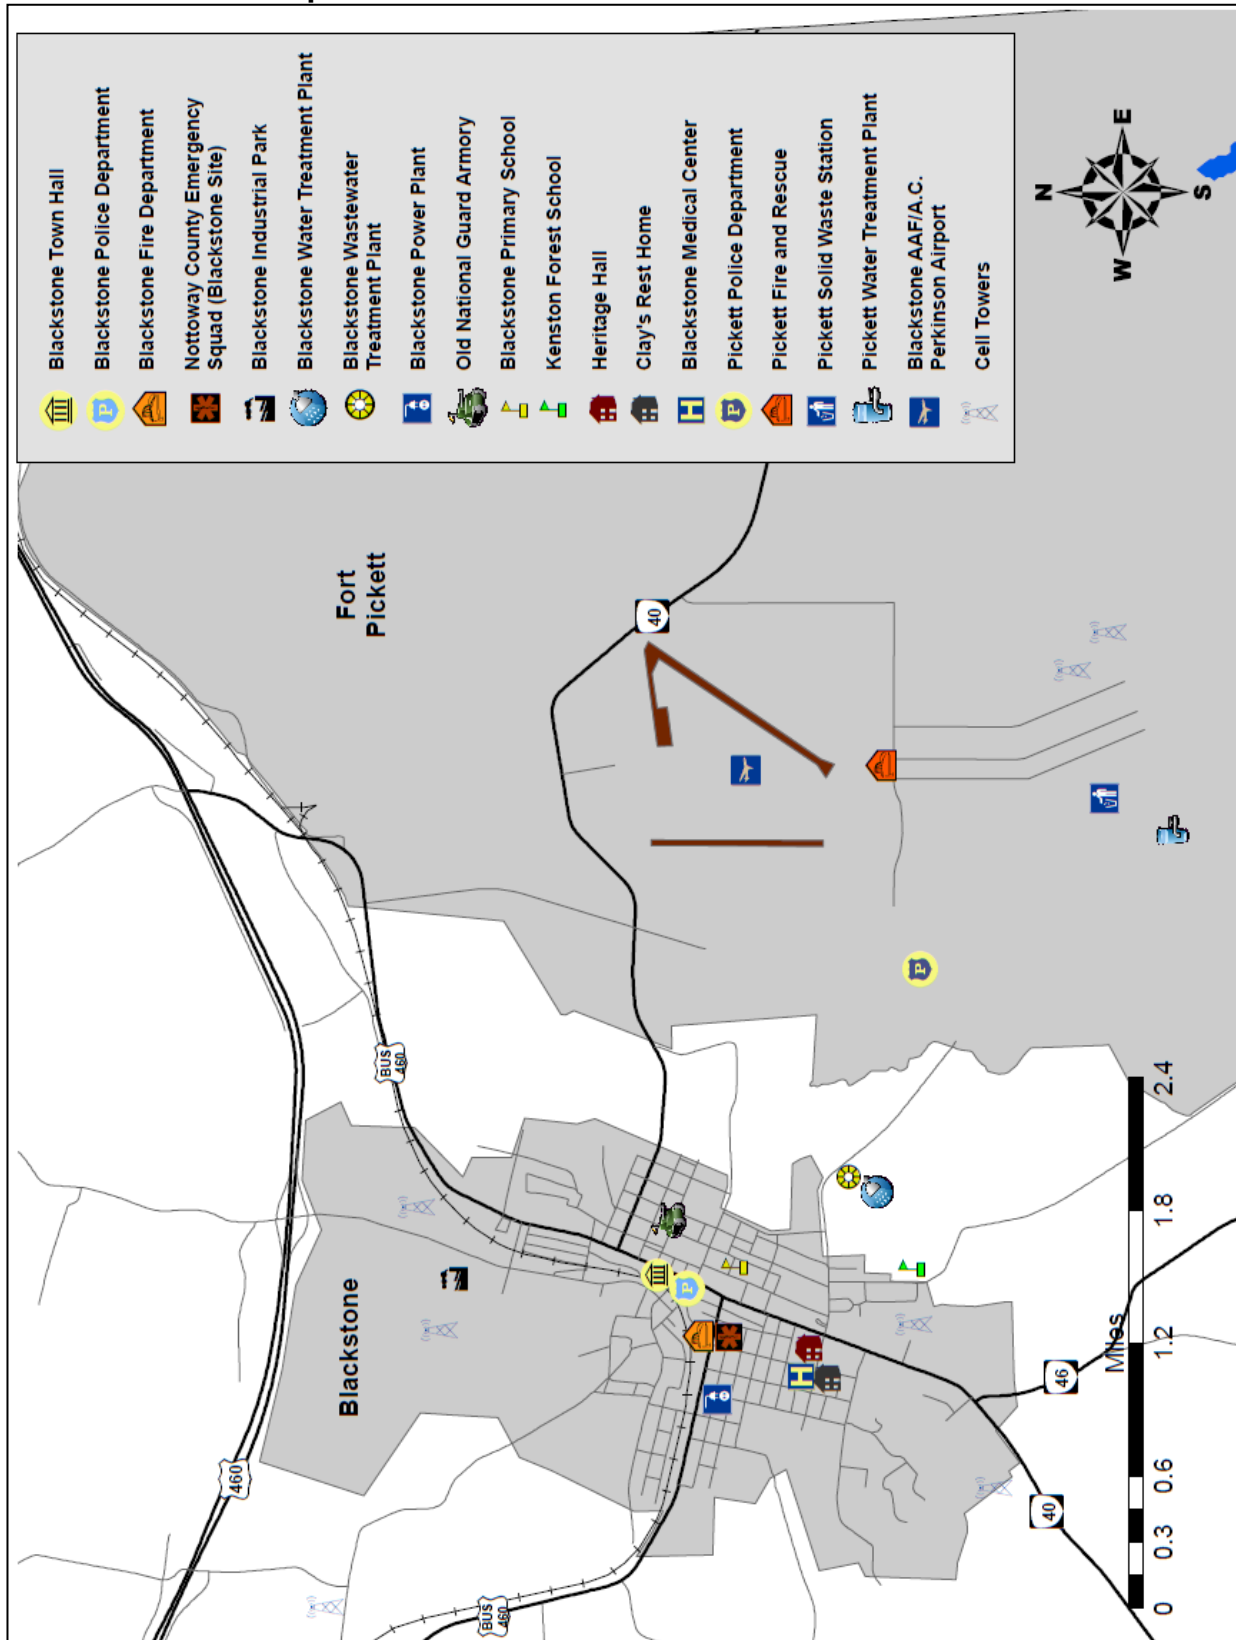 Blackstone Town Hall
Blackstone Police Department
Blackstone Fire Department
Nottoway County Emergency
Squad (Blackstone Site)
Blackstone Industrial Park
Blackstone Water Treatment Plant
Blackstone Wastewater
Treatment Plant
Blackstone Power Plant
Old National Guard Armory
Blackstone Primary School
Kenston Forest School
Heritage Hall
Clay's Rest Home
Blackstone Medical Center
Pickett Police Department
Pickett Fire and Rescue
Pickett Solid Waste Station
Pickett Water Treatment Plant
Blackstone AAF/A.C.
Perkinson Airport
Cell Towers
N
W
E
S
Fort
Pickett
40
BUS
460
Blackstone
460
BUS
460
P
P
H
46
40
Miles
0 0.3 0.6 1.2 1.8 2.4